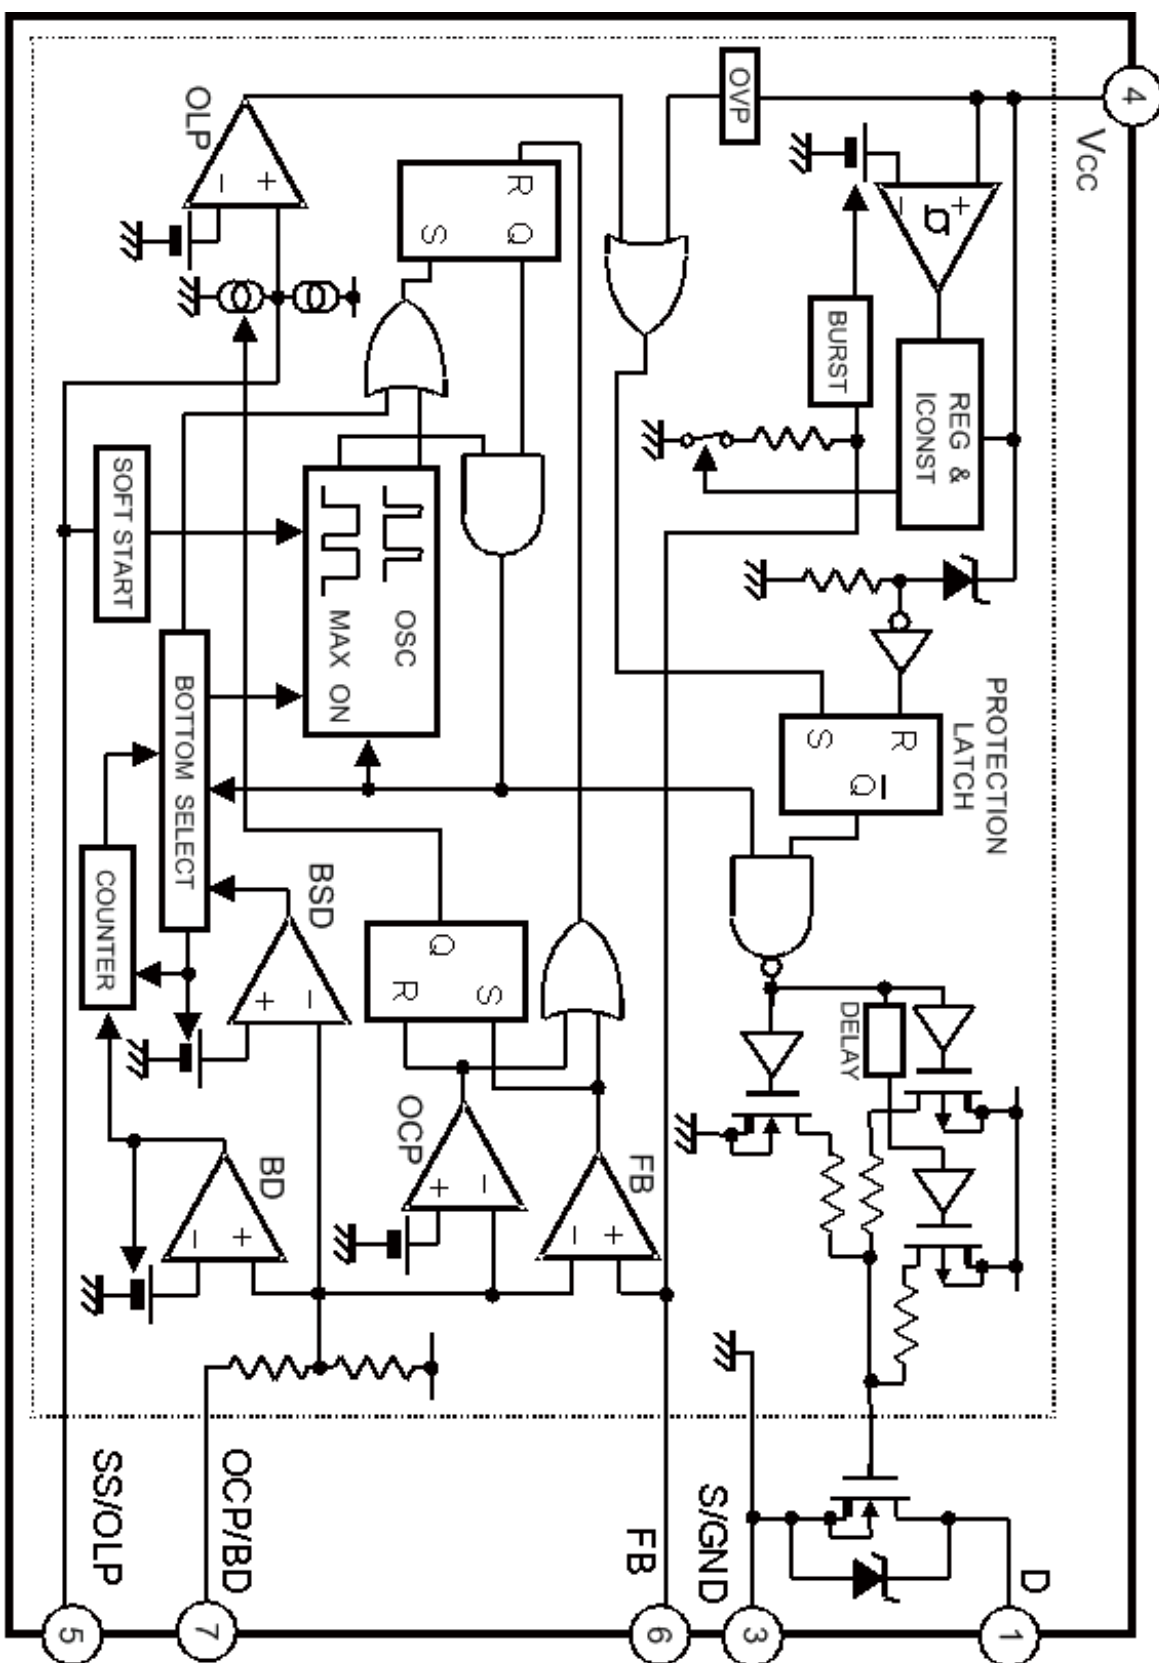 4
VCC
D
1
PROTECTION
LATCH
REG &
ICONST
R
Q̅
S
DELAY
BURST
OVP
3
S/GND
6
FB
FB
R
Q
S
S
Q
R
OSC
MAX ON
OCP
BSD
BD
OCP/BD
7
OLP
BOTTOM SELECT
SOFT START
COUNTER
SS/OLP
5